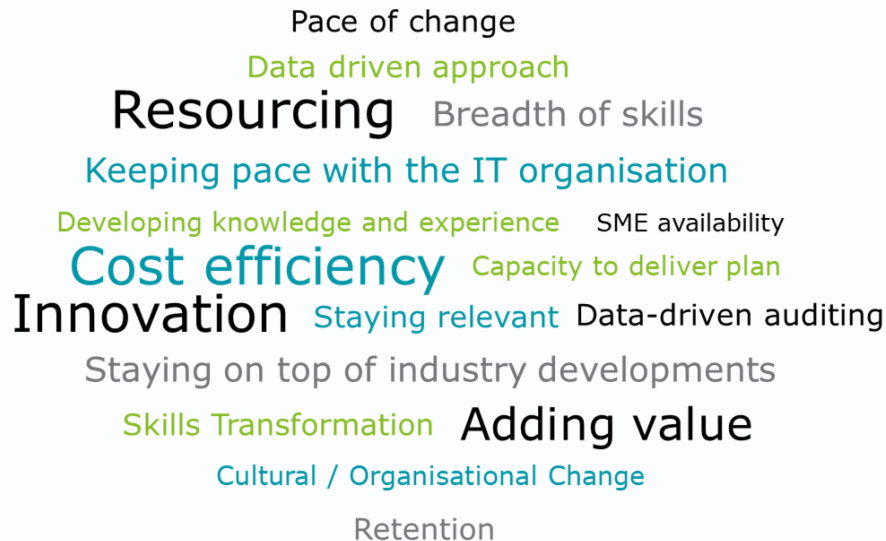 Pace of change
Data driven approach
Resourcing Breadth of skills
Keeping pace with the IT organisation
Developing knowledge and experience SME availability
Cost efficiency Capacity to deliver plan
Innovation Staying relevant Data-driven auditing
Staying on top of industry developments
Skills Transformation Adding value
Cultural / Organisational Change
Retention